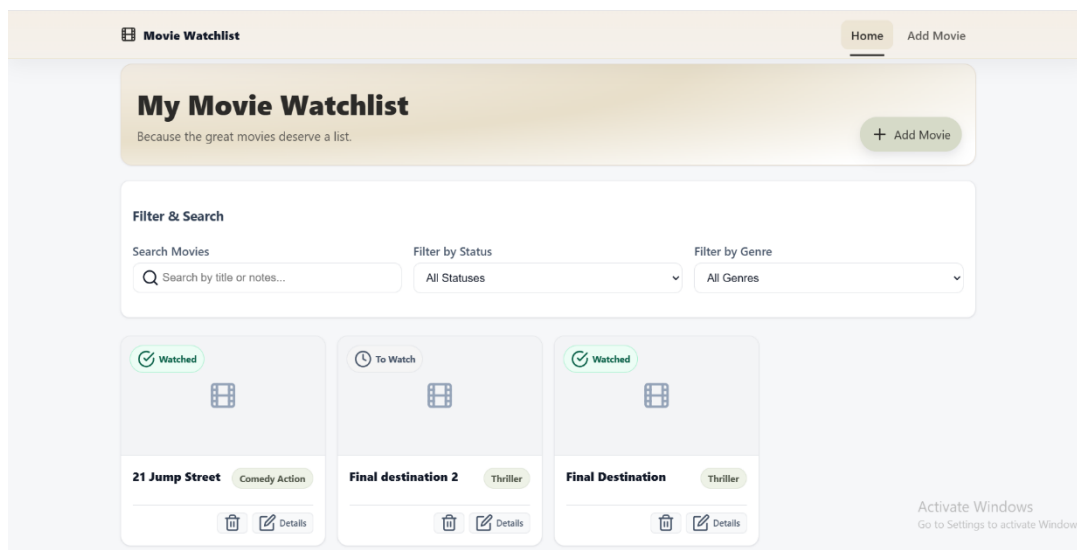 Movie Watchlist
Home
Add Movie
My Movie Watchlist
Because the great movies deserve a list.
+ Add Movie
Filter & Search
Search Movies
Filter by Status
Filter by Genre
Search by title or notes...
All Statuses
All Genres
Watched
To Watch
Watched
21 Jump Street
Comedy Action
Final destination 2
Thriller
Final Destination
Thriller
Details
Details
Details
Activate Windows
Go to Settings to activate Window